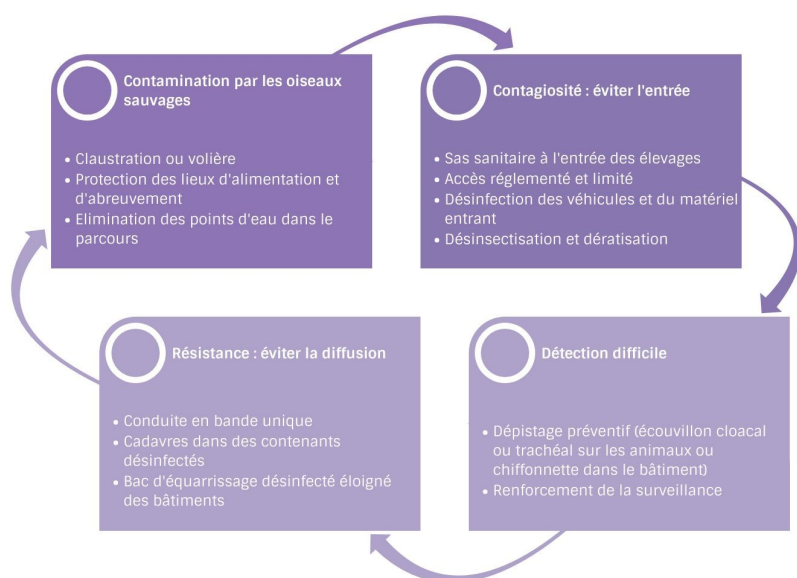 Contamination par les oiseaux
sauvages
• Claustration ou volière
• Protection des lieux d'alimentation et
d'abreuvement
• Elimination des points d'eau dans le
parcours
Contagiosité : éviter l'entrée
• Sas sanitaire à l'entrée des élevages
• Accès réglementé et limité
• Désinfection des véhicules et du matériel
entrant
• Désinsectisation et dératisation
Détection difficile
• Dépistage préventif (écouvillon cloacal
ou trachéal sur les animaux ou
chiffonnette dans le bâtiment)
• Renforcement de la surveillance
Résistance : éviter la diffusion
• Conduite en bande unique
• Cadavres dans des contenants
désinfectés
• Bac d'équarrissage désinfecté éloigné
des bâtiments